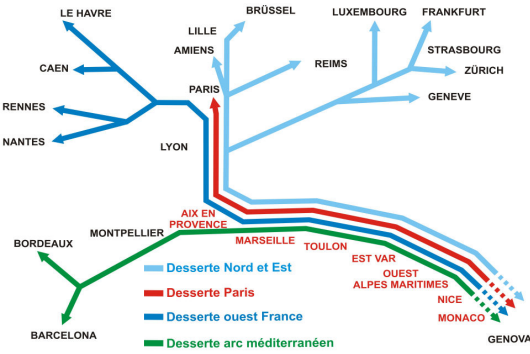 BRÜSSEL
LUXEMBOURG
FRANKFURT
LE HAVRE
LILLE
AMIENS
STRASBOURG
REIMS
CAEN
ZÜRICH
PARIS
GENEVE
RENNES
NANTES
LYON
AIX EN
PROVENCE
MONTPELLIER
MARSEILLE
BORDEAUX
TOULON
EST VAR
OUEST
ALPES MARITIMES
Desserte Nord et Est
Desserte Paris
NICE
Desserte ouest France
MONACO
BARCELONA
GENOVA
Desserte arc méditerranéen